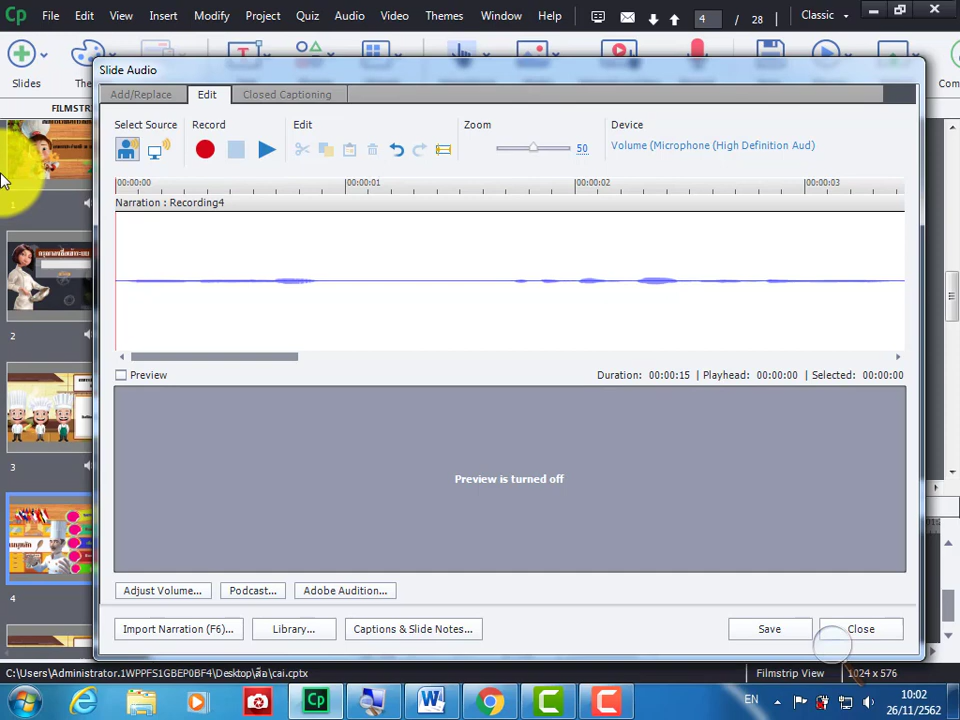 Cp File Edit View Insert Modify Project Quiz Audio Video Themes Window Help 4 / 28 Classic
Slides
FILMSTR
Slide Audio
Add/Replace Edit Closed Captioning
Select Source Record Edit Zoom Device
50 Volume (Microphone (High Definition Aud)
00:00:00 00:00:01 00:00:02 00:00:03
Narration : Recording4
1
2
3
4
Preview Duration: 00:00:15 | Playhead: 00:00:00 | Selected: 00:00:00
Preview is turned off
Adjust Volume... Podcast... Adobe Audition...
Import Narration (F6)... Library... Captions & Slide Notes... Save Close
C:\Users\Administrator.1WPPFS1GBEP0BF4\Desktop\สื่อ\cai.cptx Filmstrip View 1024 x 576
EN 10:02
26/11/2562